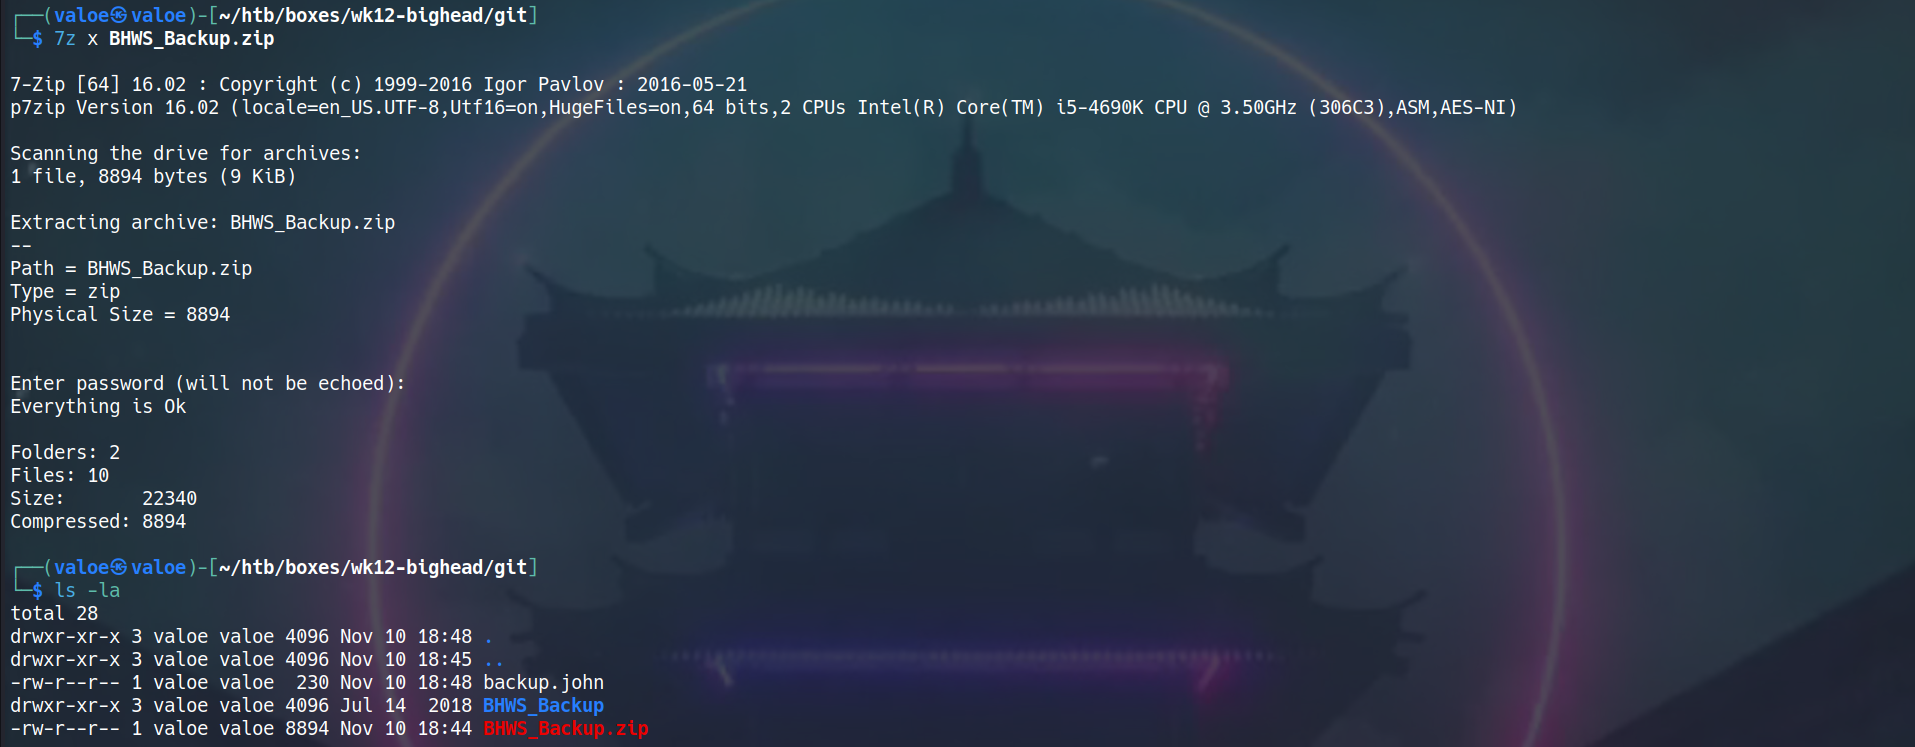 ┌──(valoe㉿valoe)-[~/htb/boxes/wk12-bighead/git]
└─$ 7z x BHWS_Backup.zip
7-Zip [64] 16.02 : Copyright (c) 1999-2016 Igor Pavlov : 2016-05-21
p7zip Version 16.02 (locale=en_US.UTF-8,Utf16=on,HugeFiles=on,64 bits,2 CPUs Intel(R) Core(TM) i5-4690K CPU @ 3.50GHz (306C3),ASM,AES-NI)
Scanning the drive for archives:
1 file, 8894 bytes (9 KiB)
Extracting archive: BHWS_Backup.zip
--
Path = BHWS_Backup.zip
Type = zip
Physical Size = 8894
Enter password (will not be echoed):
Everything is Ok
Folders: 2
Files: 10
Size:       22340
Compressed: 8894
┌──(valoe㉿valoe)-[~/htb/boxes/wk12-bighead/git]
└─$ ls -la
total 28
drwxr-xr-x 3 valoe valoe 4096 Nov 10 18:48 .
drwxr-xr-x 3 valoe valoe 4096 Nov 10 18:45 ..
-rw-r--r-- 1 valoe valoe  230 Nov 10 18:48 backup.john
drwxr-xr-x 3 valoe valoe 4096 Jul 14  2018 BHWS_Backup
-rw-r--r-- 1 valoe valoe 8894 Nov 10 18:44 BHWS_Backup.zip